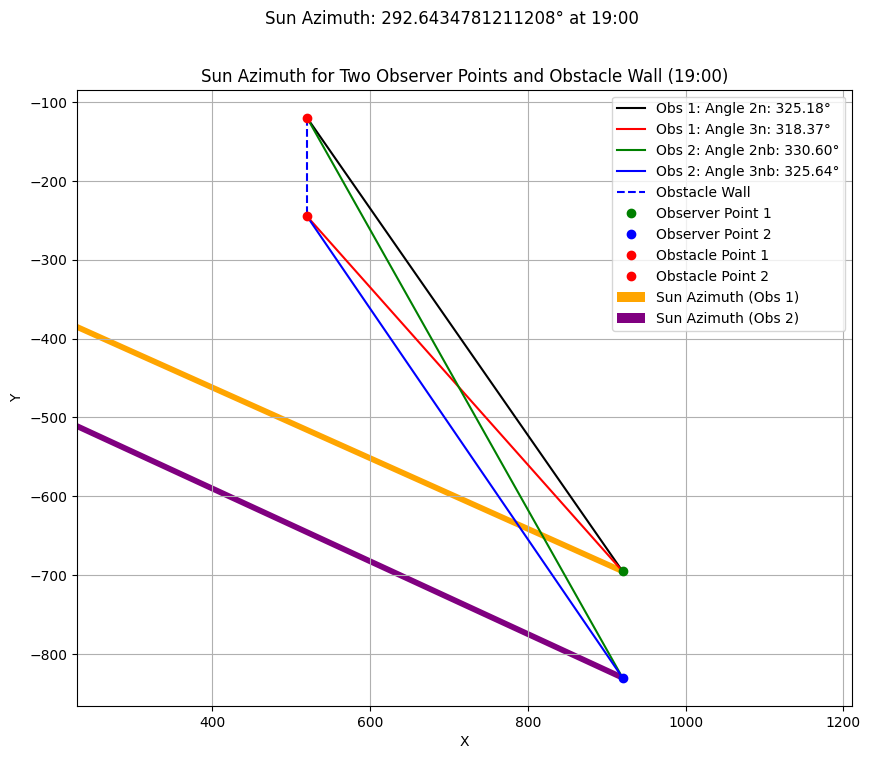 Sun Azimuth: 292.6434781211208° at 19:00
Sun Azimuth for Two Observer Points and Obstacle Wall (19:00)
Obs 1: Angle 2n: 325.18°
Obs 1: Angle 3n: 318.37°
Obs 2: Angle 2nb: 330.60°
Obs 2: Angle 3nb: 325.64°
Obstacle Wall
Observer Point 1
Observer Point 2
Obstacle Point 1
Obstacle Point 2
Sun Azimuth (Obs 1)
Sun Azimuth (Obs 2)
Y
−100
−200
−300
−400
−500
−600
−700
−800
400
600
800
1000
1200
X